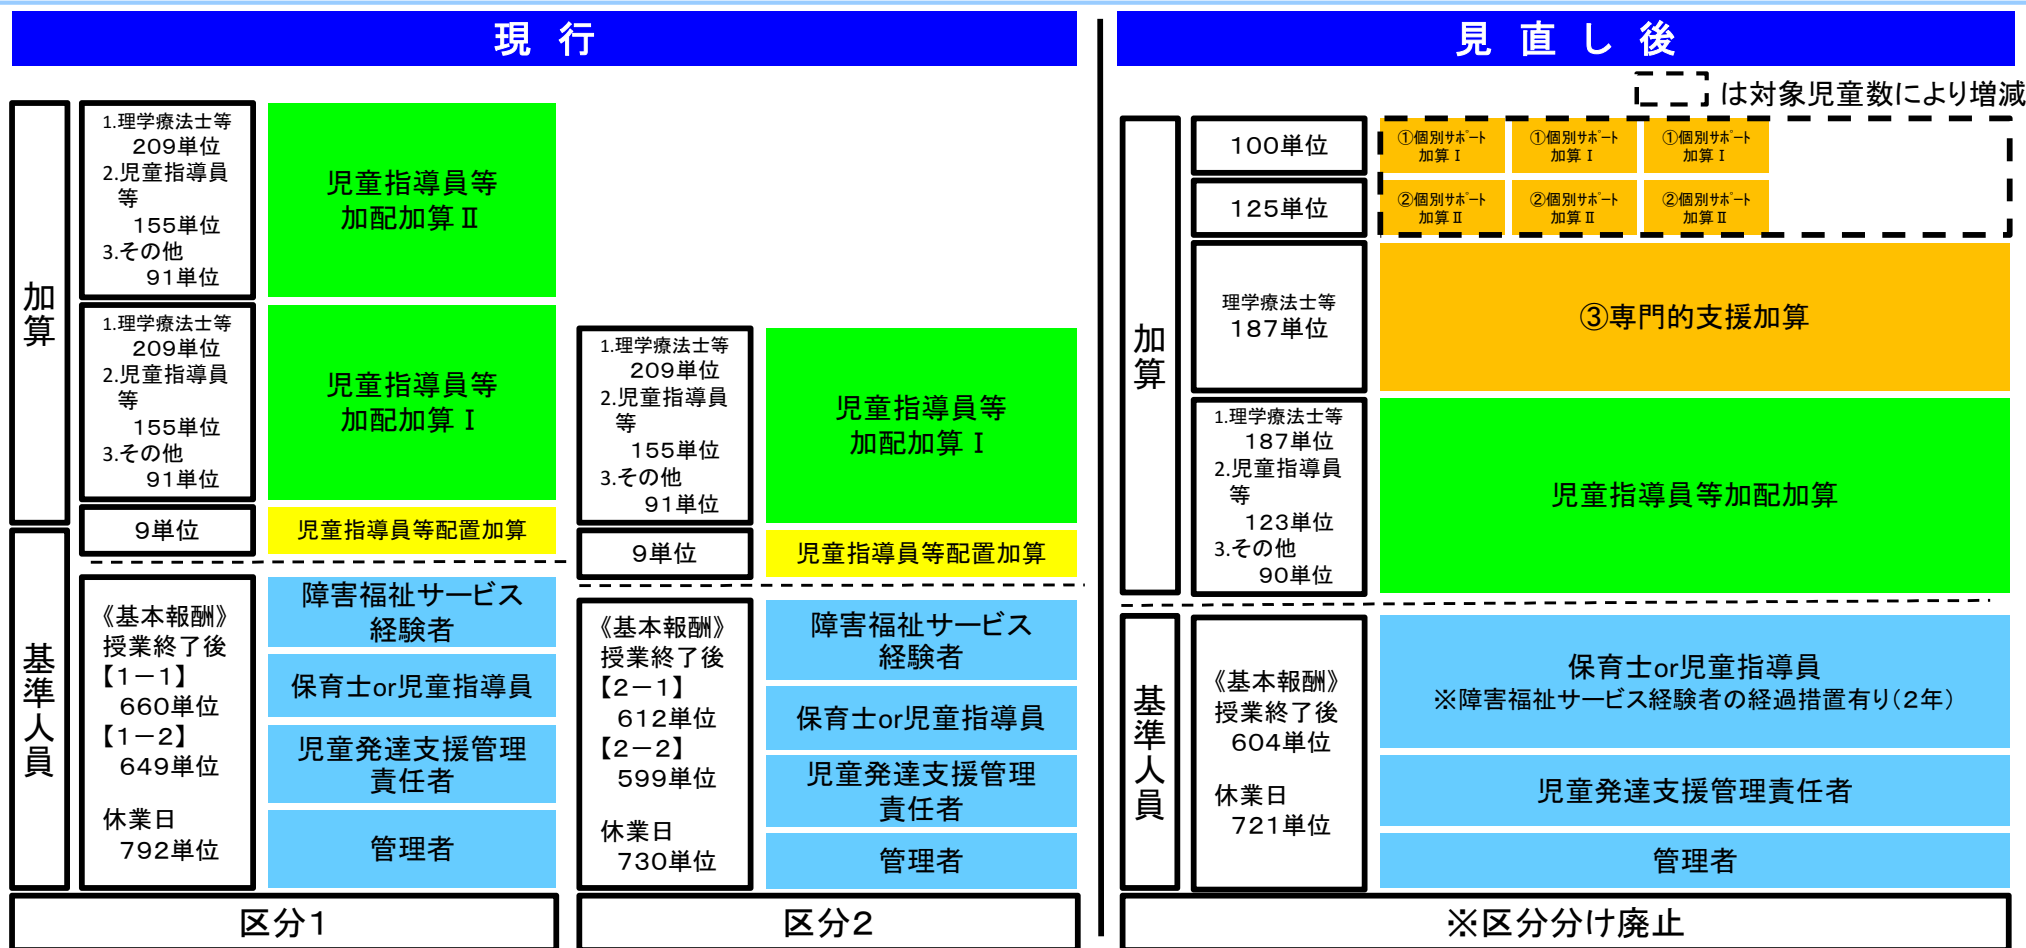 現行
見直し後
は対象児童数により増減
加算
1.理学療法士等
209単位
2.児童指導員
等
155単位
3.その他
91単位
児童指導員等
加配加算Ⅱ
1.理学療法士等
209単位
2.児童指導員
等
155単位
3.その他
91単位
児童指導員等
加配加算Ⅰ
9単位
児童指導員等配置加算
基準人員
《基本報酬》
授業終了後
【1-1】
660単位
【1-2】
649単位
休業日
792単位
障害福祉サービス
経験者
保育士or児童指導員
児童発達支援管理
責任者
管理者
区分1
1.理学療法士等
209単位
2.児童指導員
等
155単位
3.その他
91単位
児童指導員等
加配加算Ⅰ
9単位
児童指導員等配置加算
《基本報酬》
授業終了後
【2-1】
612単位
【2-2】
599単位
休業日
730単位
障害福祉サービス
経験者
保育士or児童指導員
児童発達支援管理
責任者
管理者
区分2
加算
100単位
①個別サポート
加算Ⅰ
①個別サポート
加算Ⅰ
①個別サポート
加算Ⅰ
125単位
②個別サポート
加算Ⅱ
②個別サポート
加算Ⅱ
②個別サポート
加算Ⅱ
理学療法士等
187単位
③専門的支援加算
1.理学療法士等
187単位
2.児童指導員
等
123単位
3.その他
90単位
児童指導員等加配加算
基準人員
《基本報酬》
授業終了後
604単位
休業日
721単位
保育士or児童指導員
※障害福祉サービス経験者の経過措置有り(2年)
児童発達支援管理責任者
管理者
※区分分け廃止